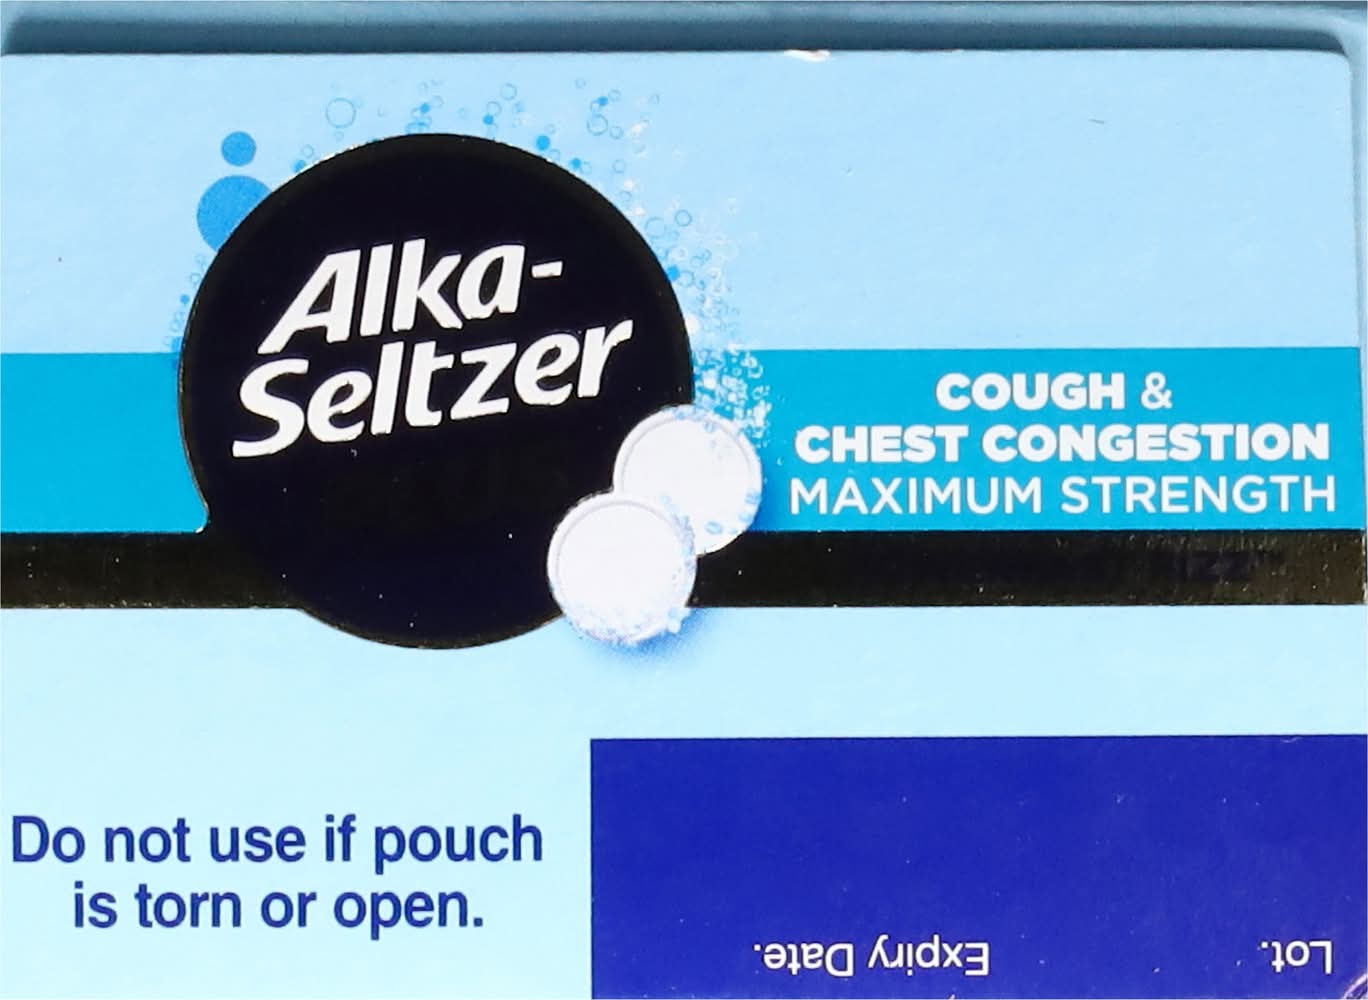 Alka-
Seltzer
COUGH &
CHEST CONGESTION
MAXIMUM STRENGTH
Do not use if pouch
is torn or open.
Lot.
Expiry Date.